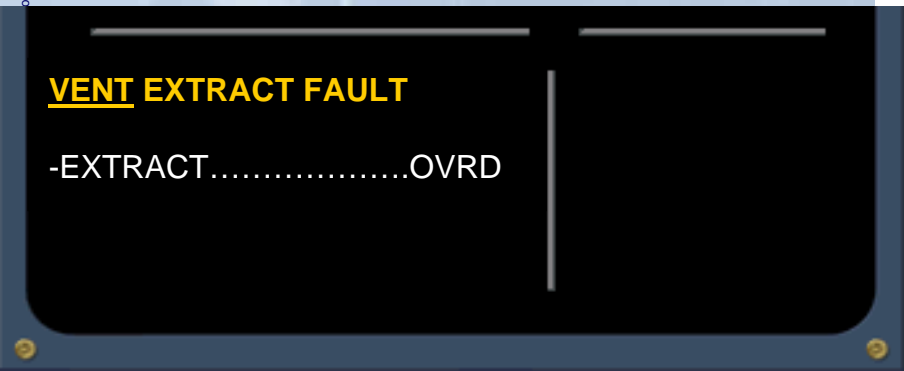 VENT EXTRACT FAULT
-EXTRACT……………….OVRD